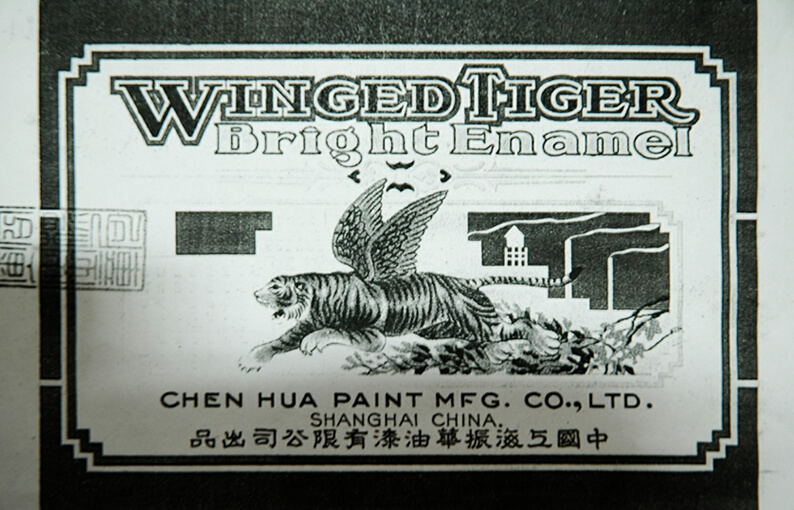 WINGED TIGER
Bright Enamel
CHEN HUA PAINT MFG. CO., LTD.
SHANGHAI CHINA.
中國上海振華油漆有限公司出品